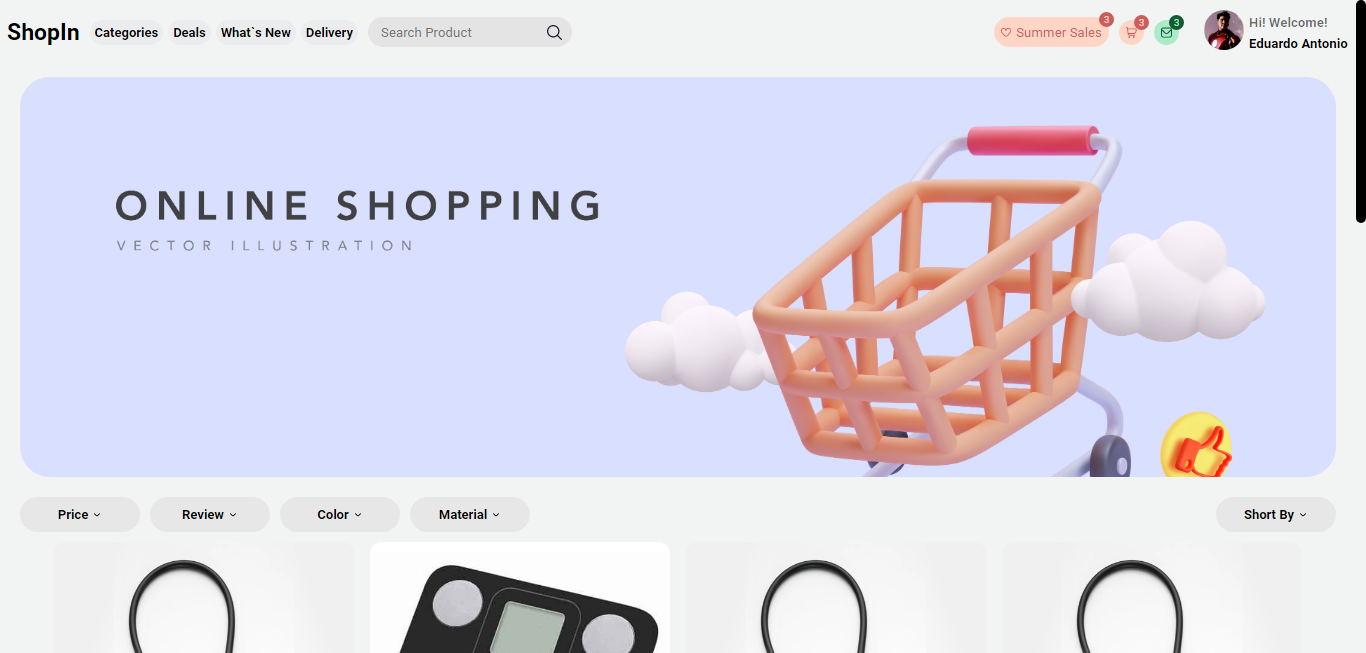 ShopIn Categories Deals What`s New Delivery Search Product Summer Sales 3 3 3 Hi! Welcome!
Eduardo Antonio
ONLINE SHOPPING
VECTOR ILLUSTRATION
Price Review Color Material Short By